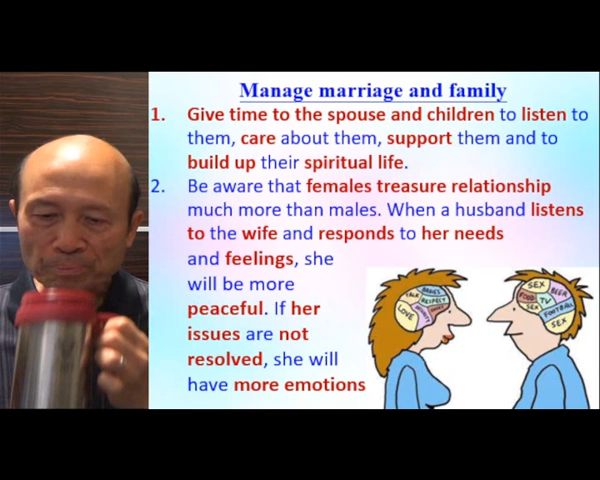 Manage marriage and family
1. Give time to the spouse and children to listen to
them, care about them, support them and to
build up their spiritual life.
2. Be aware that females treasure relationship
much more than males. When a husband listens
to the wife and responds to her needs
and feelings, she
will be more
peaceful. If her
issues are not
resolved, she will
have more emotions
TALK
BABIES
RESPECT
LOVE
SEX
BEER
FOOD
TV
SEX
FOOTBALL
SEX